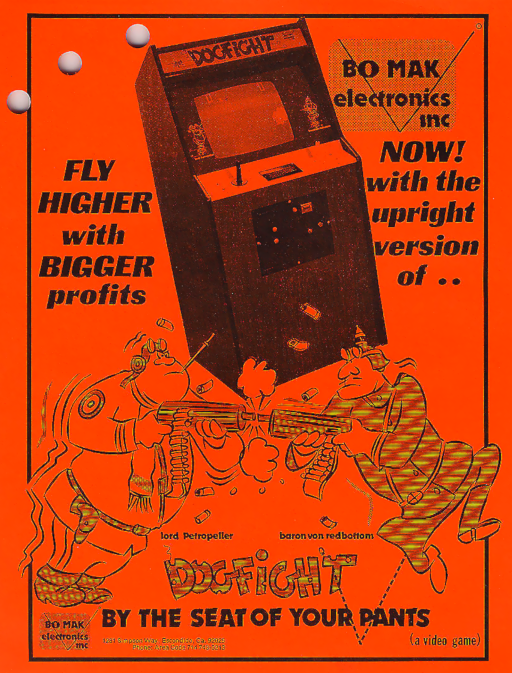 DOGFIGHT
BO MAK
electronics
inc
FLY
HIGHER
with
BIGGER
profits
NOW!
with the
upright
version
of ..
lord Petropeller
baron von redbottom
DOGFIGHT
BY THE SEAT OF YOUR PANTS
(a video game)
BO MAK
electronics
inc